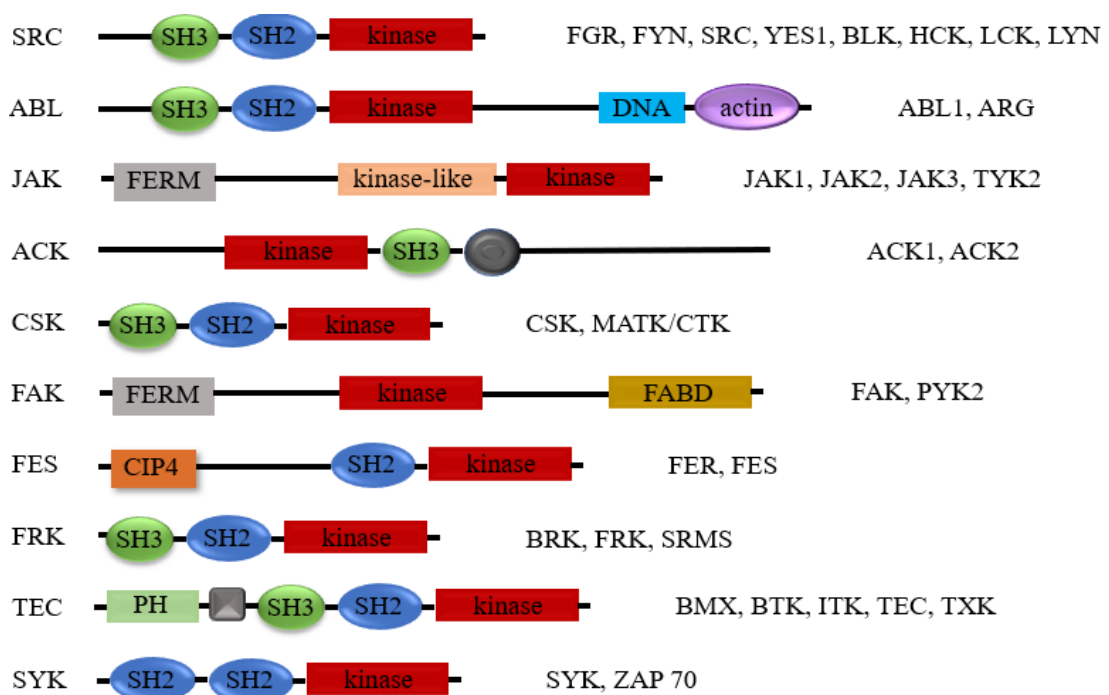 SRC SH3 SH2 kinase FGR, FYN, SRC, YES1, BLK, HCK, LCK, LYN
ABL SH3 SH2 kinase DNA actin ABL1, ARG
JAK FERM kinase-like kinase JAK1, JAK2, JAK3, TYK2
ACK kinase SH3 ACK1, ACK2
CSK SH3 SH2 kinase CSK, MATK/CTK
FAK FERM kinase FABD FAK, PYK2
FES CIP4 SH2 kinase FER, FES
FRK SH3 SH2 kinase BRK, FRK, SRMS
TEC PH SH3 SH2 kinase BMX, BTK, ITK, TEC, TXK
SYK SH2 SH2 kinase SYK, ZAP 70